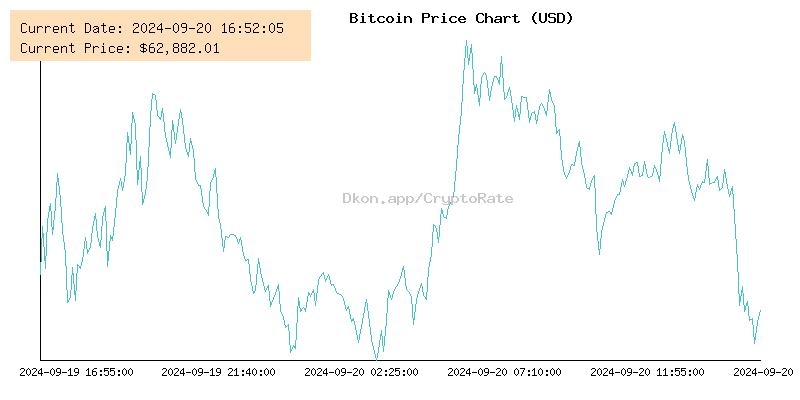 Bitcoin Price Chart (USD)
Current Date: 2024-09-20 16:52:05
Current Price: $62,882.01
Dkon.app/CryptoRate
2024-09-19 16:55:00 2024-09-19 21:40:00 2024-09-20 02:25:00 2024-09-20 07:10:00 2024-09-20 11:55:00 2024-09-20